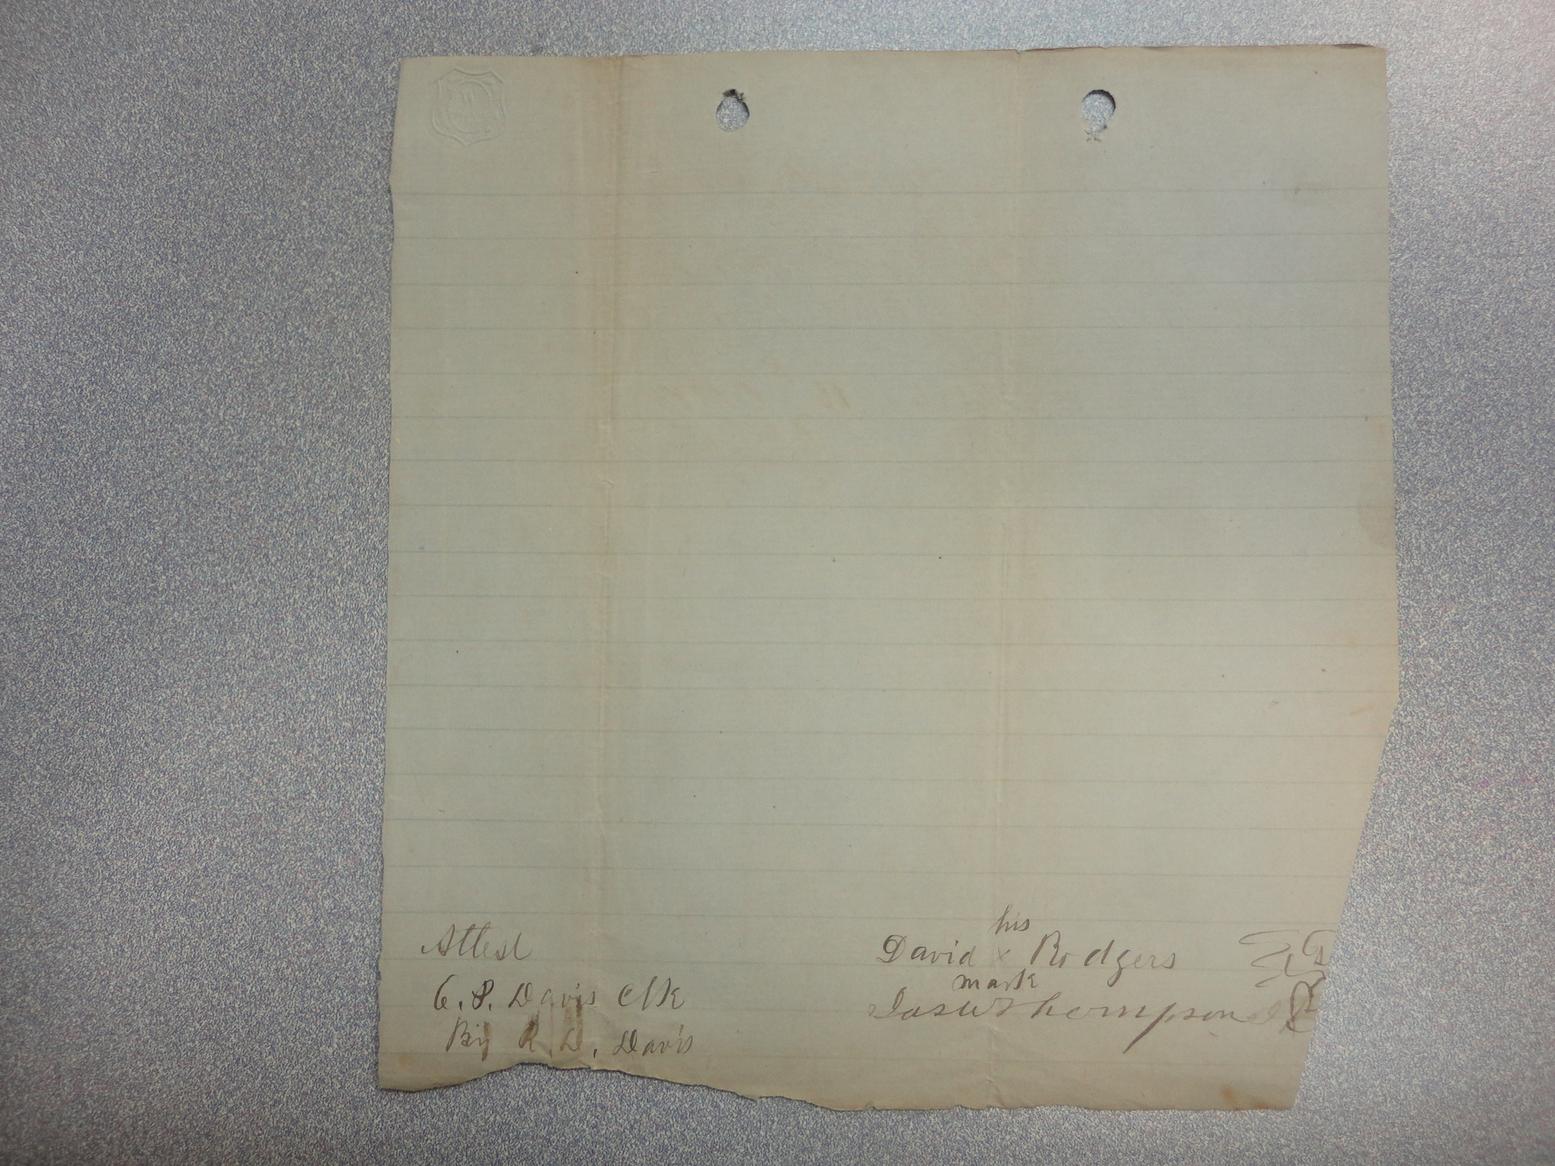 Attest
C. P. Davis Clk
By R. D. Davis
his
David x Rodgers
mark
Jas W Thompson